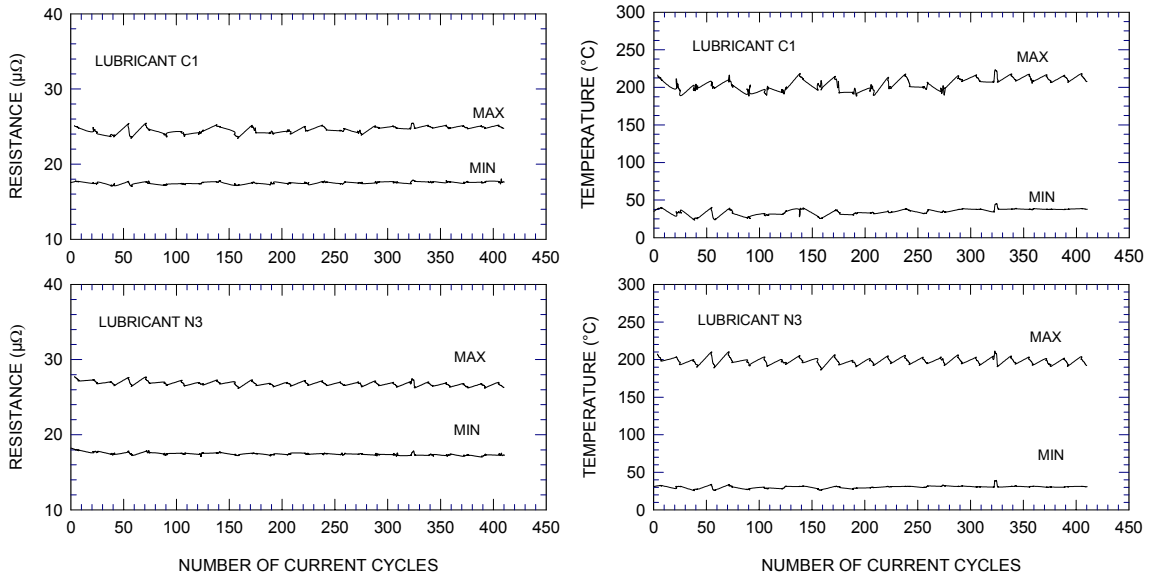 RESISTANCE (μΩ)
40
30
20
10
LUBRICANT C1
MAX
MIN
0 50 100 150 200 250 300 350 400 450
TEMPERATURE (°C)
300
250
200
150
100
50
0
LUBRICANT C1
MAX
MIN
0 50 100 150 200 250 300 350 400 450
RESISTANCE (μΩ)
40
30
20
10
LUBRICANT N3
MAX
MIN
0 50 100 150 200 250 300 350 400 450
NUMBER OF CURRENT CYCLES
TEMPERATURE (°C)
300
250
200
150
100
50
0
LUBRICANT N3
MAX
MIN
0 50 100 150 200 250 300 350 400 450
NUMBER OF CURRENT CYCLES